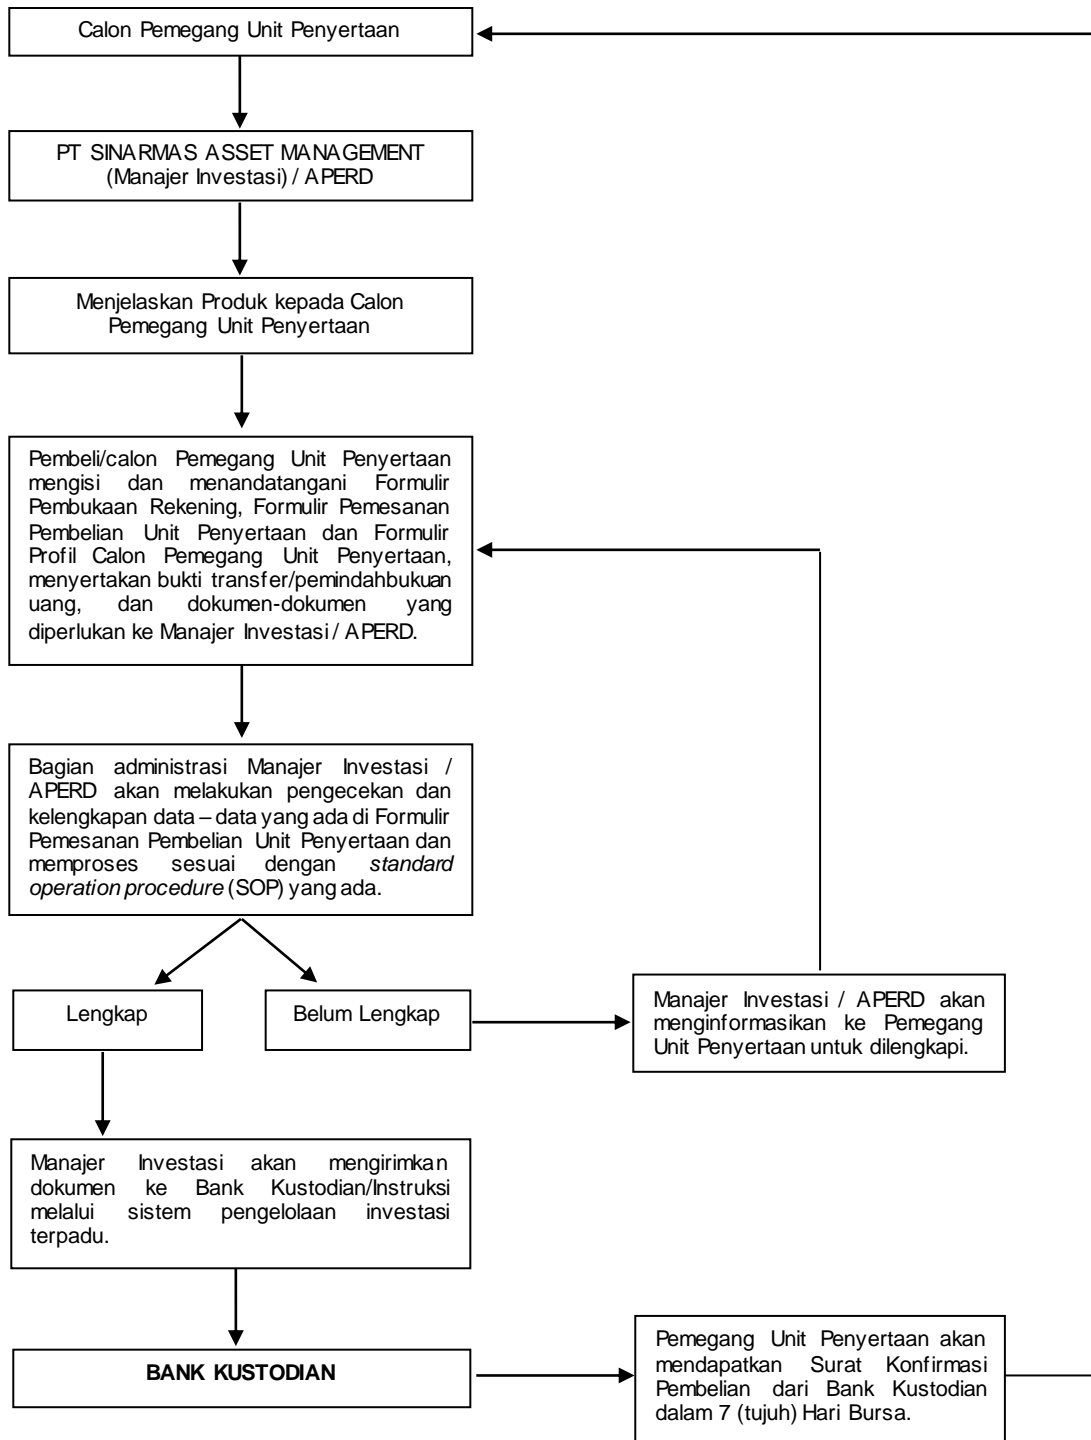 Calon Pemegang Unit Penyertaan
PT SINARMAS ASSET MANAGEMENT
(Manajer Investasi) / APERD
Menjelaskan Produk kepada Calon
Pemegang Unit Penyertaan
Pembeli/calon Pemegang Unit Penyertaan
mengisi dan menandatangani Formulir
Pembukaan Rekening, Formulir Pemesanan
Pembelian Unit Penyertaan dan Formulir
Profil Calon Pemegang Unit Penyertaan,
menyertakan bukti transfer/pemindahbukuan
uang, dan dokumen-dokumen yang
diperlukan ke Manajer Investasi / APERD.
Bagian administrasi Manajer Investasi /
APERD akan melakukan pengecekan dan
kelengkapan data – data yang ada di Formulir
Pemesanan Pembelian Unit Penyertaan dan
memproses sesuai dengan standard
operation procedure (SOP) yang ada.
Lengkap
Belum Lengkap
Manajer Investasi / APERD akan
menginformasikan ke Pemegang
Unit Penyertaan untuk dilengkapi.
Manajer Investasi akan mengirimkan
dokumen ke Bank Kustodian/Instruksi
melalui sistem pengelolaan investasi
terpadu.
BANK KUSTODIAN
Pemegang Unit Penyertaan akan
mendapatkan Surat Konfirmasi
Pembelian dari Bank Kustodian
dalam 7 (tujuh) Hari Bursa.